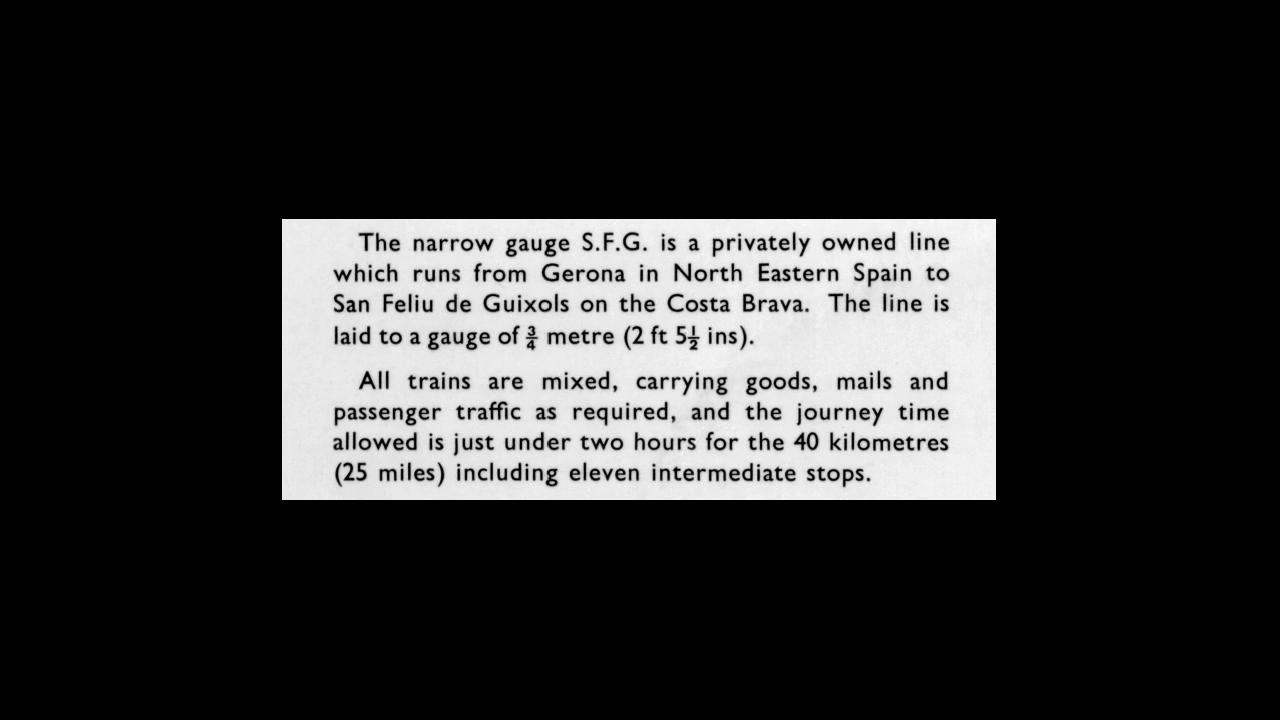 The narrow gauge S.F.G. is a privately owned line
which runs from Gerona in North Eastern Spain to
San Feliu de Guixols on the Costa Brava. The line is
laid to a gauge of ¾ metre (2 ft 5½ ins).
All trains are mixed, carrying goods, mails and
passenger traffic as required, and the journey time
allowed is just under two hours for the 40 kilometres
(25 miles) including eleven intermediate stops.